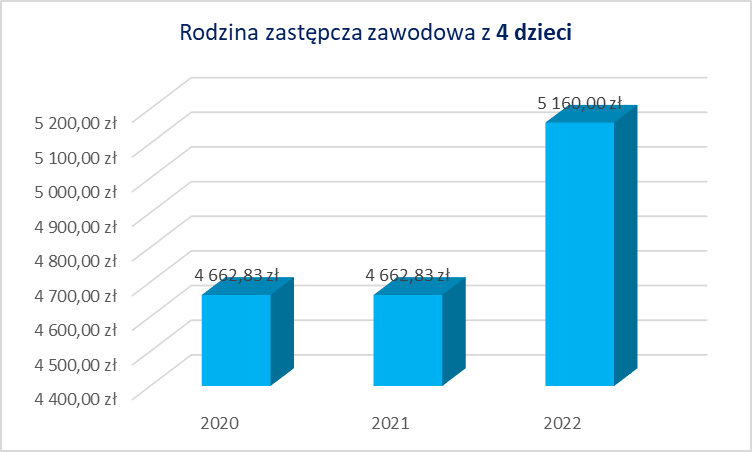 Rodzina zastępcza zawodowa z 4 dzieci
5 200,00 zł
5 100,00 zł
5 000,00 zł
4 900,00 zł
4 800,00 zł
4 700,00 zł
4 600,00 zł
4 500,00 zł
4 400,00 zł
4 662,83 zł
4 662,83 zł
5 160,00 zł
2020
2021
2022